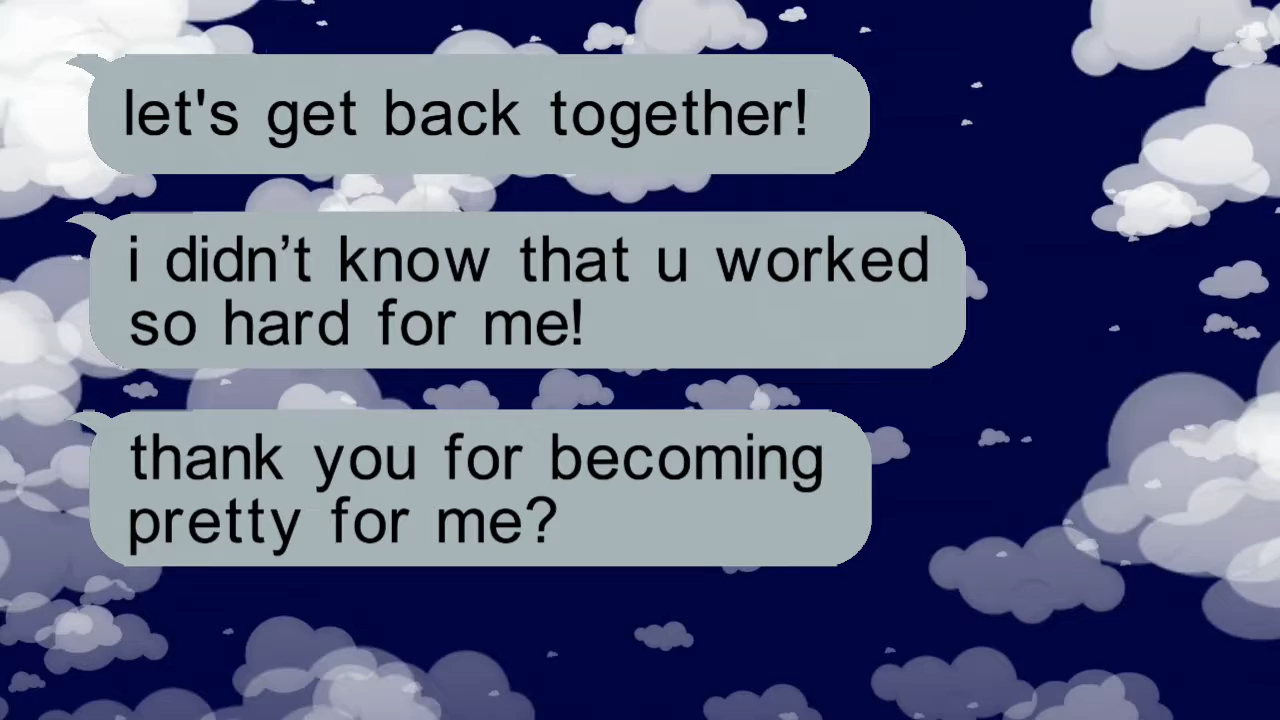 let's get back together!
i didn’t know that u worked
so hard for me!
thank you for becoming
pretty for me?